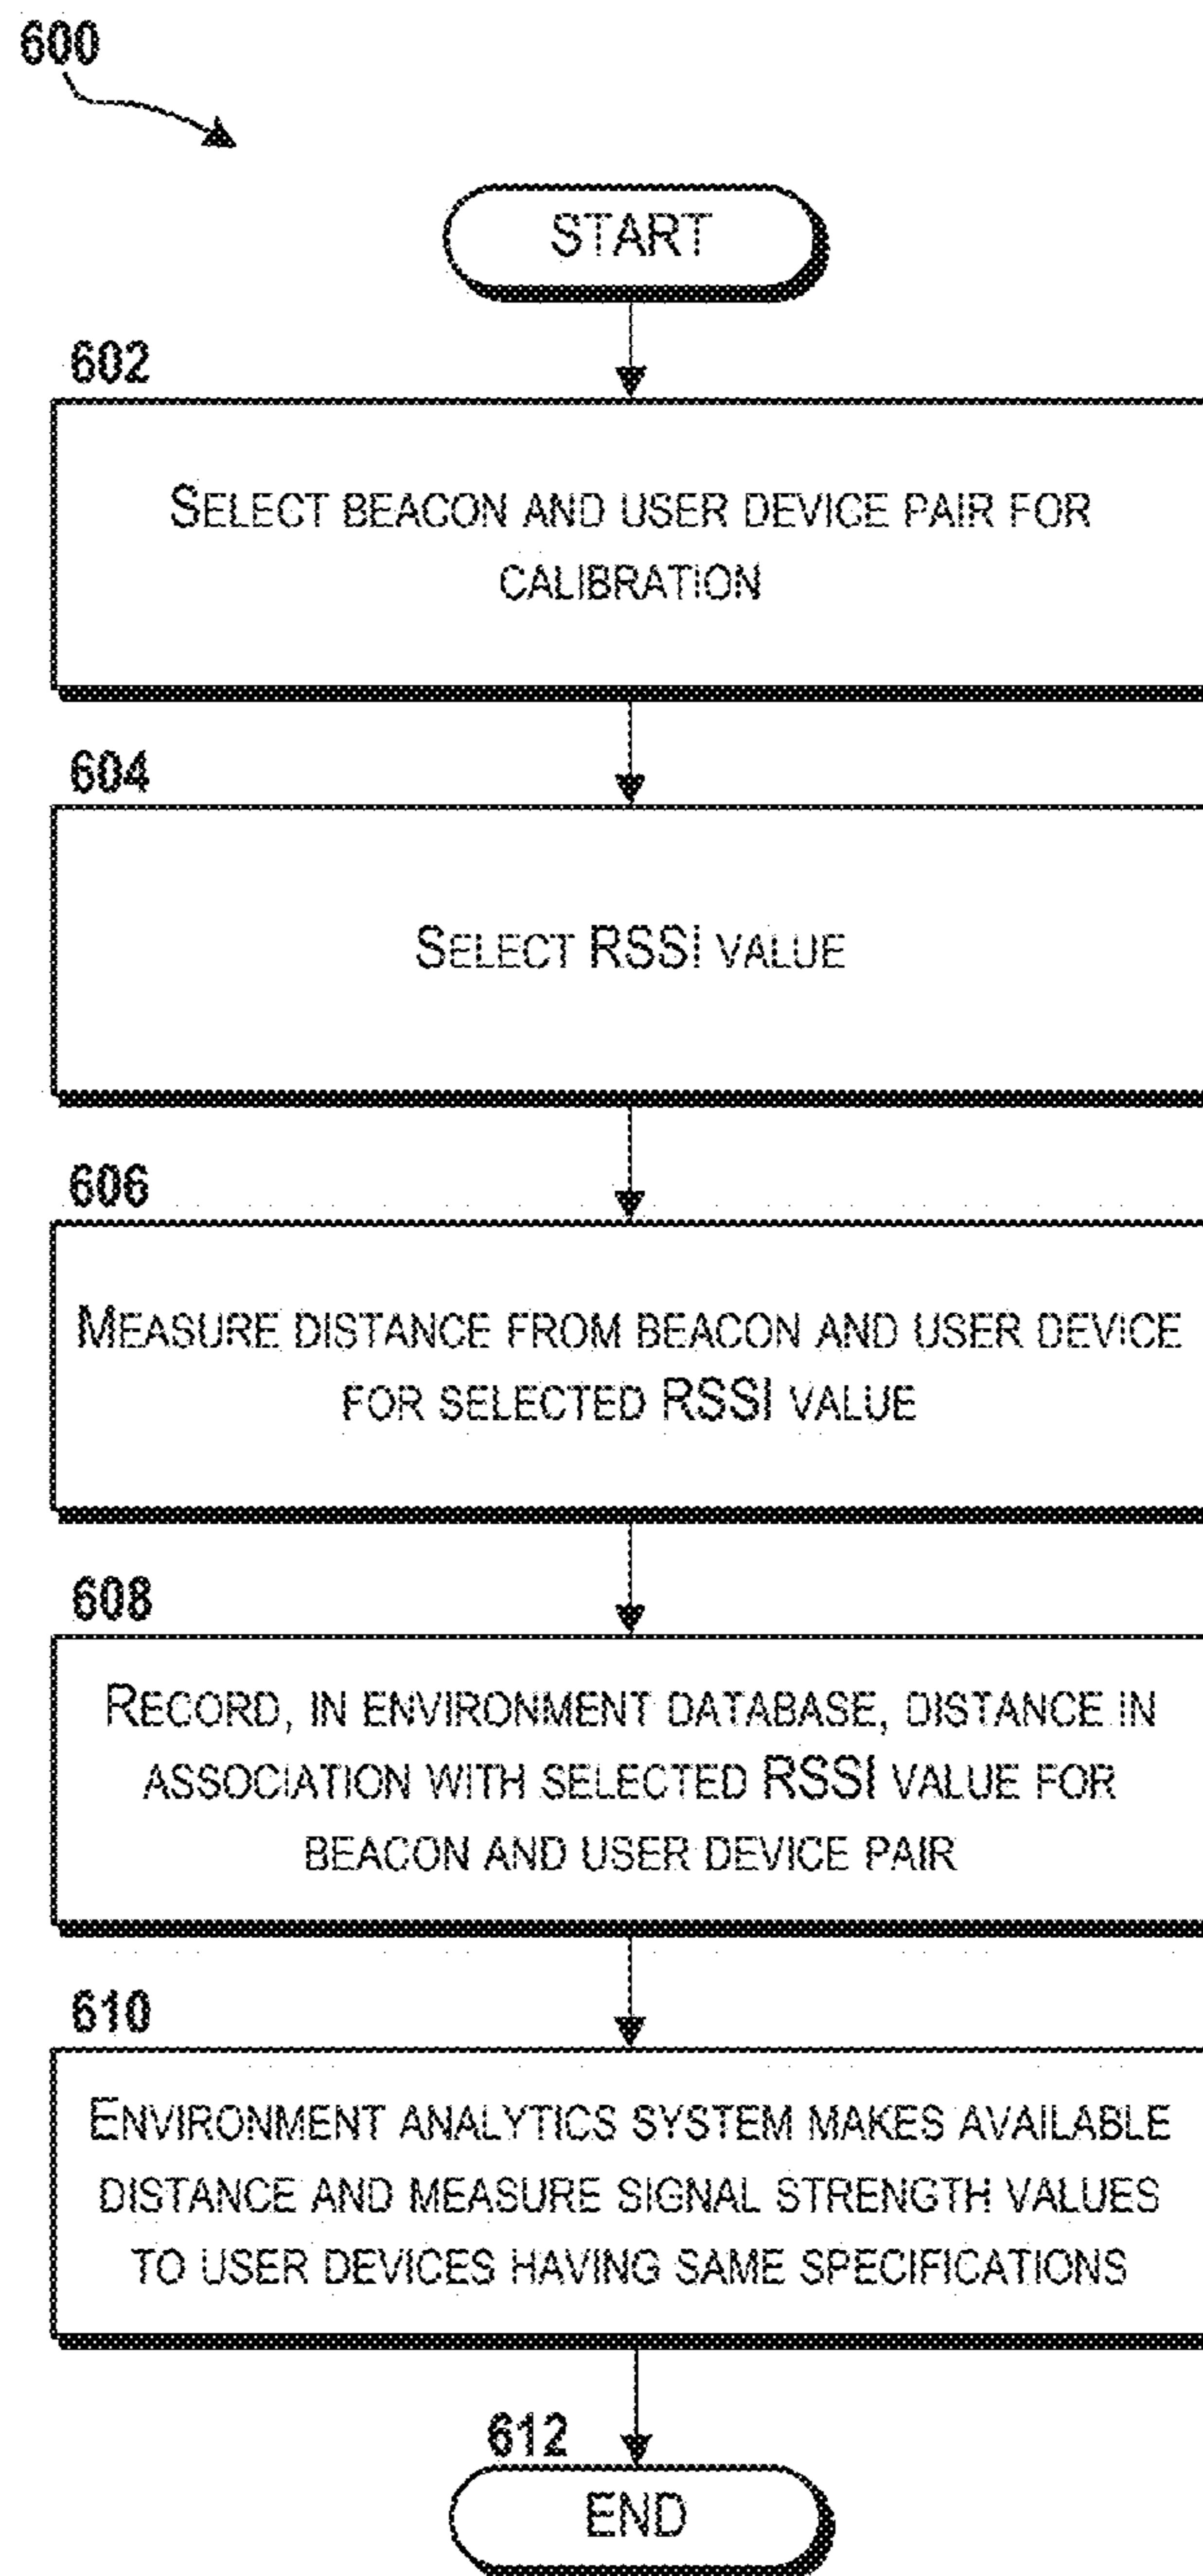 600
START
602
SELECT BEACON AND USER DEVICE PAIR FOR
CALIBRATION
604
SELECT RSSI VALUE
606
MEASURE DISTANCE FROM BEACON AND USER DEVICE
FOR SELECTED RSSI VALUE
608
RECORD, IN ENVIRONMENT DATABASE, DISTANCE IN
ASSOCIATION WITH SELECTED RSSI VALUE FOR
BEACON AND USER DEVICE PAIR
610
ENVIRONMENT ANALYTICS SYSTEM MAKES AVAILABLE
DISTANCE AND MEASURE SIGNAL STRENGTH VALUES
TO USER DEVICES HAVING SAME SPECIFICATIONS
612
END